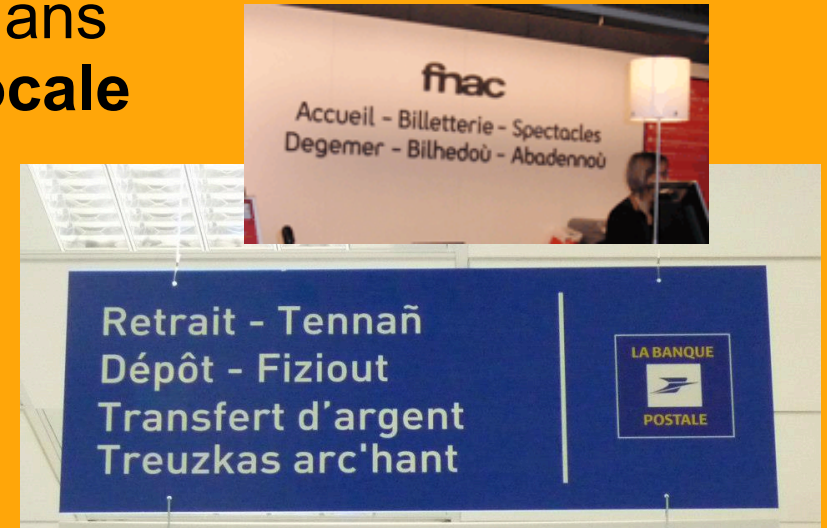 ans
ocale
fnac
Accueil - Billetterie - Spectacles
Degemer - Bilhedoù - Abadennoù
Retrait - Tennañ
Dépôt - Fiziout
Transfert d'argent
Treuzkas arc'hant
LA BANQUE
POSTALE